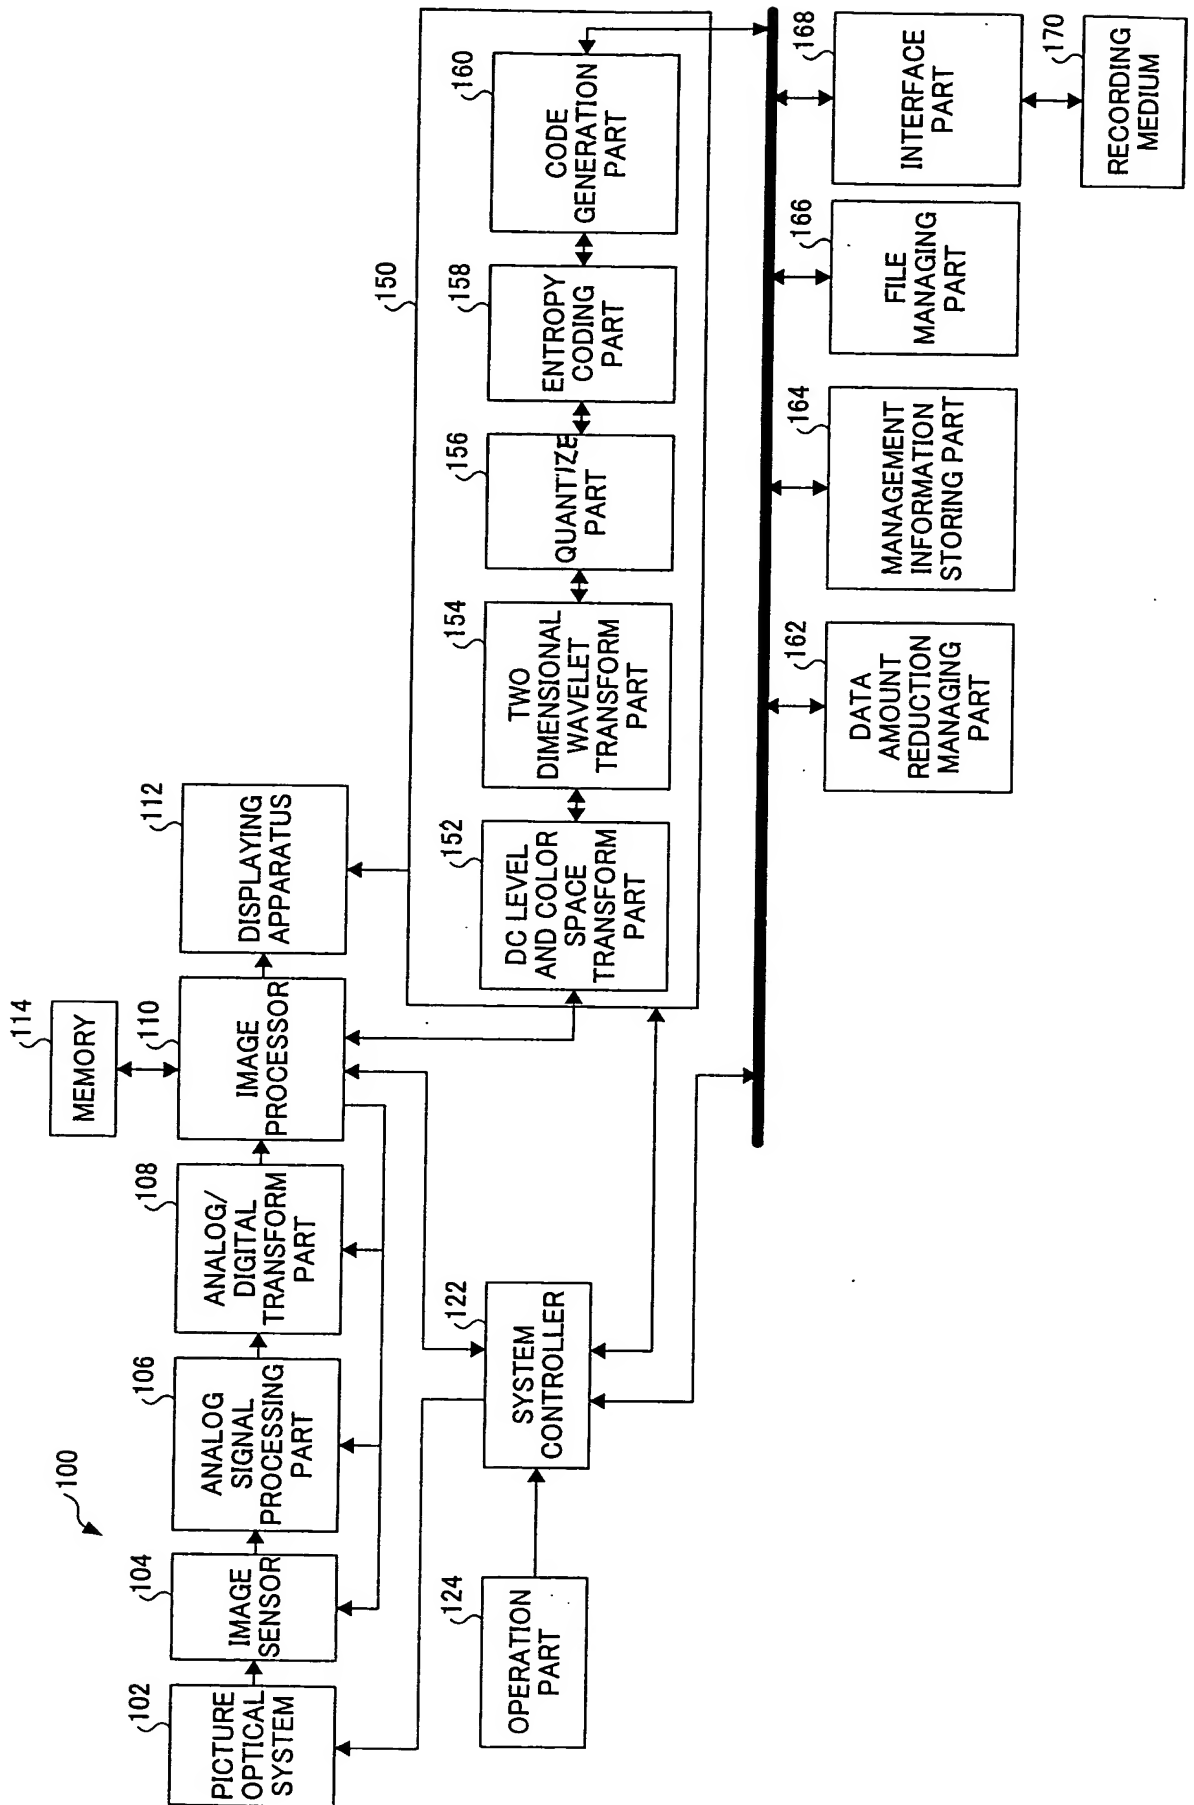 100
102
PICTURE
OPTICAL
SYSTEM
104
IMAGE
SENSOR
106
ANALOG
SIGNAL
PROCESSING
PART
108
ANALOG/
DIGITAL
TRANSFORM
PART
110
IMAGE
PROCESSOR
112
DISPLAYING
APPARATUS
114
MEMORY
124
OPERATION
PART
122
SYSTEM
CONTROLLER
150
152
DC LEVEL
AND COLOR
SPACE
TRANSFORM
PART
154
TWO
DIMENSIONAL
WAVELET
TRANSFORM
PART
156
QUANTIZE
PART
158
ENTROPY
CODING
PART
160
CODE
GENERATION
PART
162
DATA
AMOUNT
REDUCTION
MANAGING
PART
164
MANAGEMENT
INFORMATION
STORING PART
166
FILE
MANAGING
PART
168
INTERFACE
PART
170
RECORDING
MEDIUM